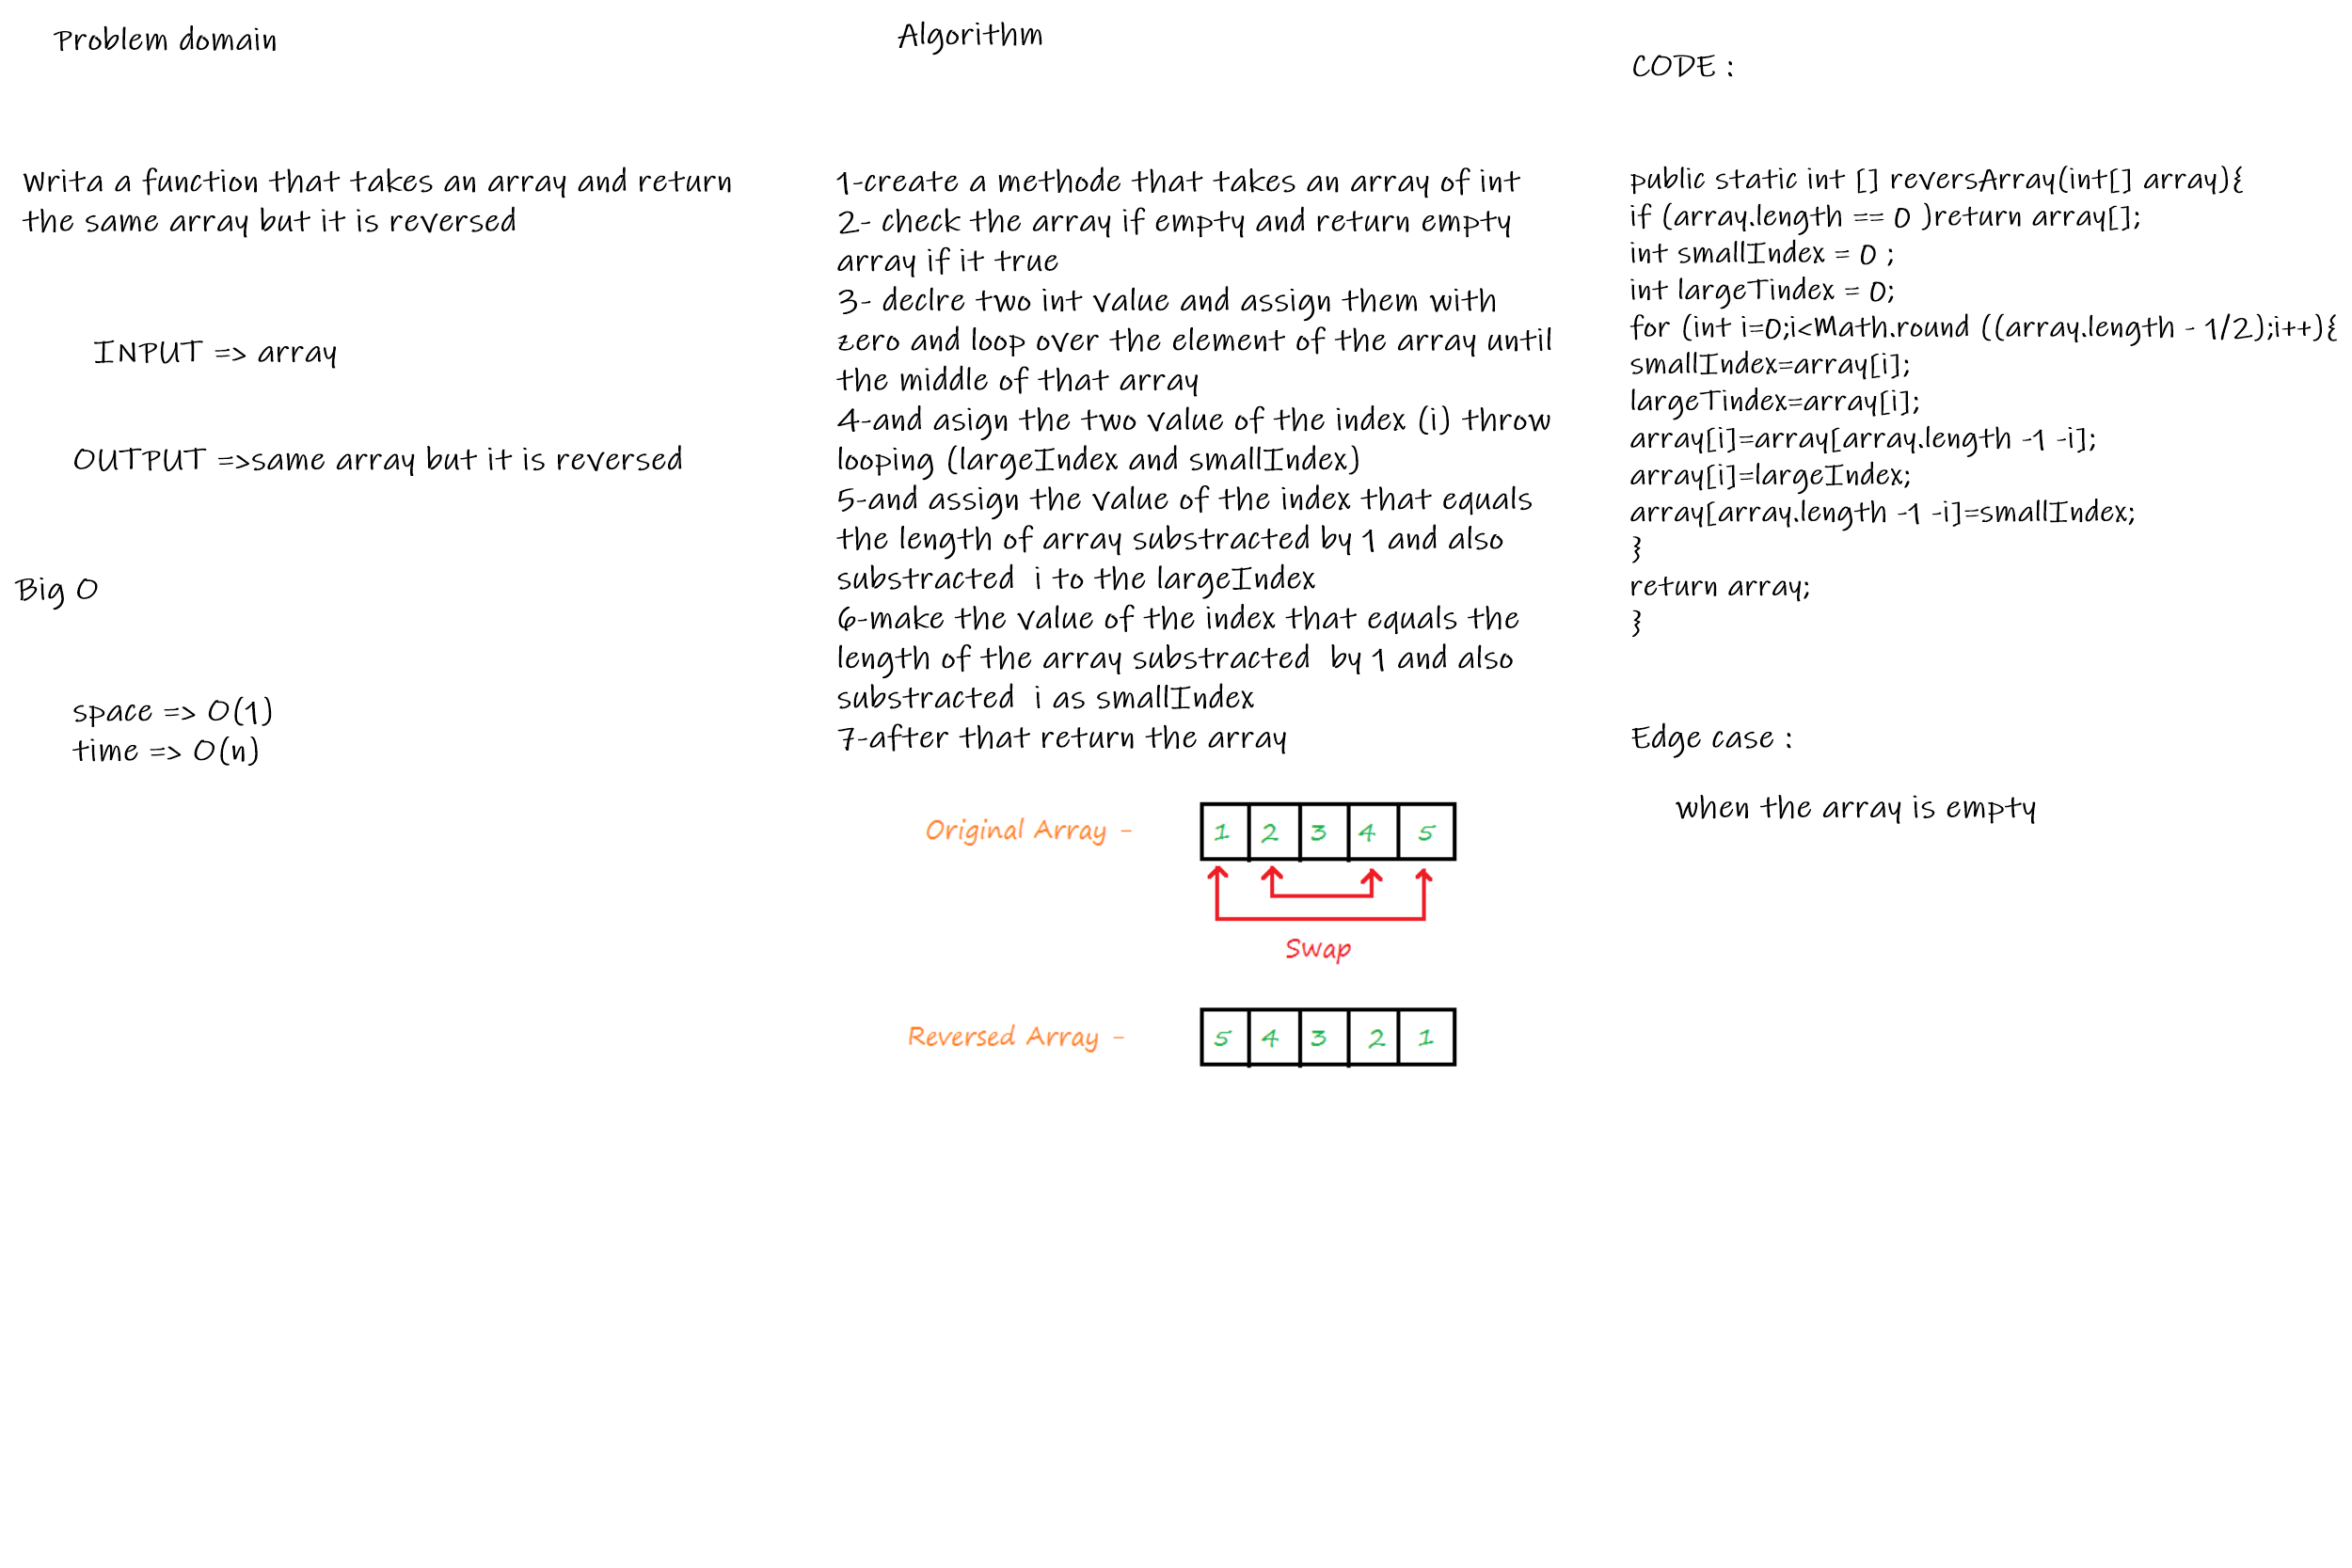 Problem domain
Writa a function that takes an array and return
the same array but it is reversed
INPUT => array
OUTPUT =>same array but it is reversed
Big O
space => O(1)
time => O(n)
Algorithm
1-create a methode that takes an array of int
2- check the array if empty and return empty
array if it true
3- declre two int value and assign them with
zero and loop over the element of the array until
the middle of that array
4-and asign the two value of the index (i) throw
looping (largeIndex and smallIndex)
5-and assign the value of the index that equals
the length of array substracted by 1 and also
substracted  i to the largeIndex
6-make the value of the index that equals the
length of the array substracted  by 1 and also
substracted  i as smallIndex
7-after that return the array
Original Array -
1 2 3 4 5
Swap
Reversed Array -
5 4 3 2 1
CODE :
public static int [] reversArray(int[] array){
if (array.length == 0 )return array[];
int smallIndex = 0 ;
int largeTindex = 0;
for (int i=0;i<Math.round ((array.length - 1/2);i++){
smallIndex=array[i];
largeTindex=array[i];
array[i]=array[array.length -1 -i];
array[i]=largeIndex;
array[array.length -1 -i]=smallIndex;
}
return array;
}
Edge case :
when the array is empty